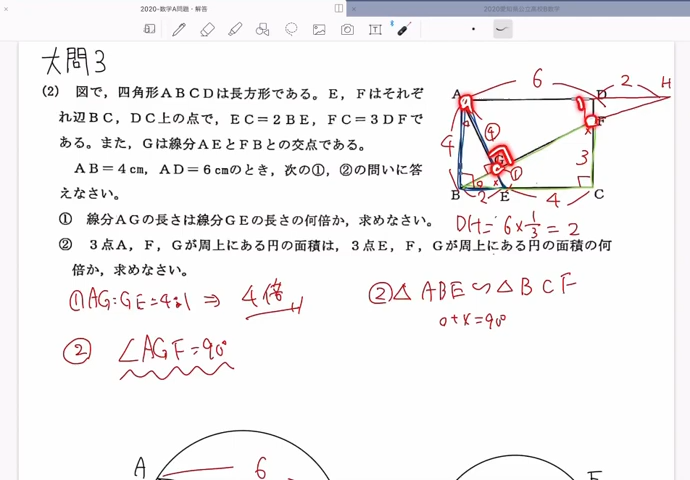 2020-数学A問題・解答
2020愛知県公立高校B数学
大問3
(2) 図で，四角形ＡＢＣＤは長方形である。Ｅ，Ｆはそれぞ
れ辺ＢＣ，ＤＣ上の点で，ＥＣ＝２ＢＥ，ＦＣ＝３ＤＦで
ある。また，Ｇは線分ＡＥとＦＢとの交点である。
ＡＢ＝４cm，ＡＤ＝６cmのとき，次の①，②の問いに答
えなさい。
① 線分ＡＧの長さは線分ＧＥの長さの何倍か，求めなさい。
② ３点Ａ，Ｆ，Ｇが周上にある円の面積は，３点Ｅ，Ｆ，Ｇが周上にある円の面積の何
倍か，求めなさい。
A 6 D 2 H
F
4 ④ G ① 3
B 2 E 4 C
DH = 6 × 1/3 = 2
① AG:GE=4:1 ⇒ 4倍
② △ABE∽△BCF
o+x=90°
② ∠AGF=90°
A 6